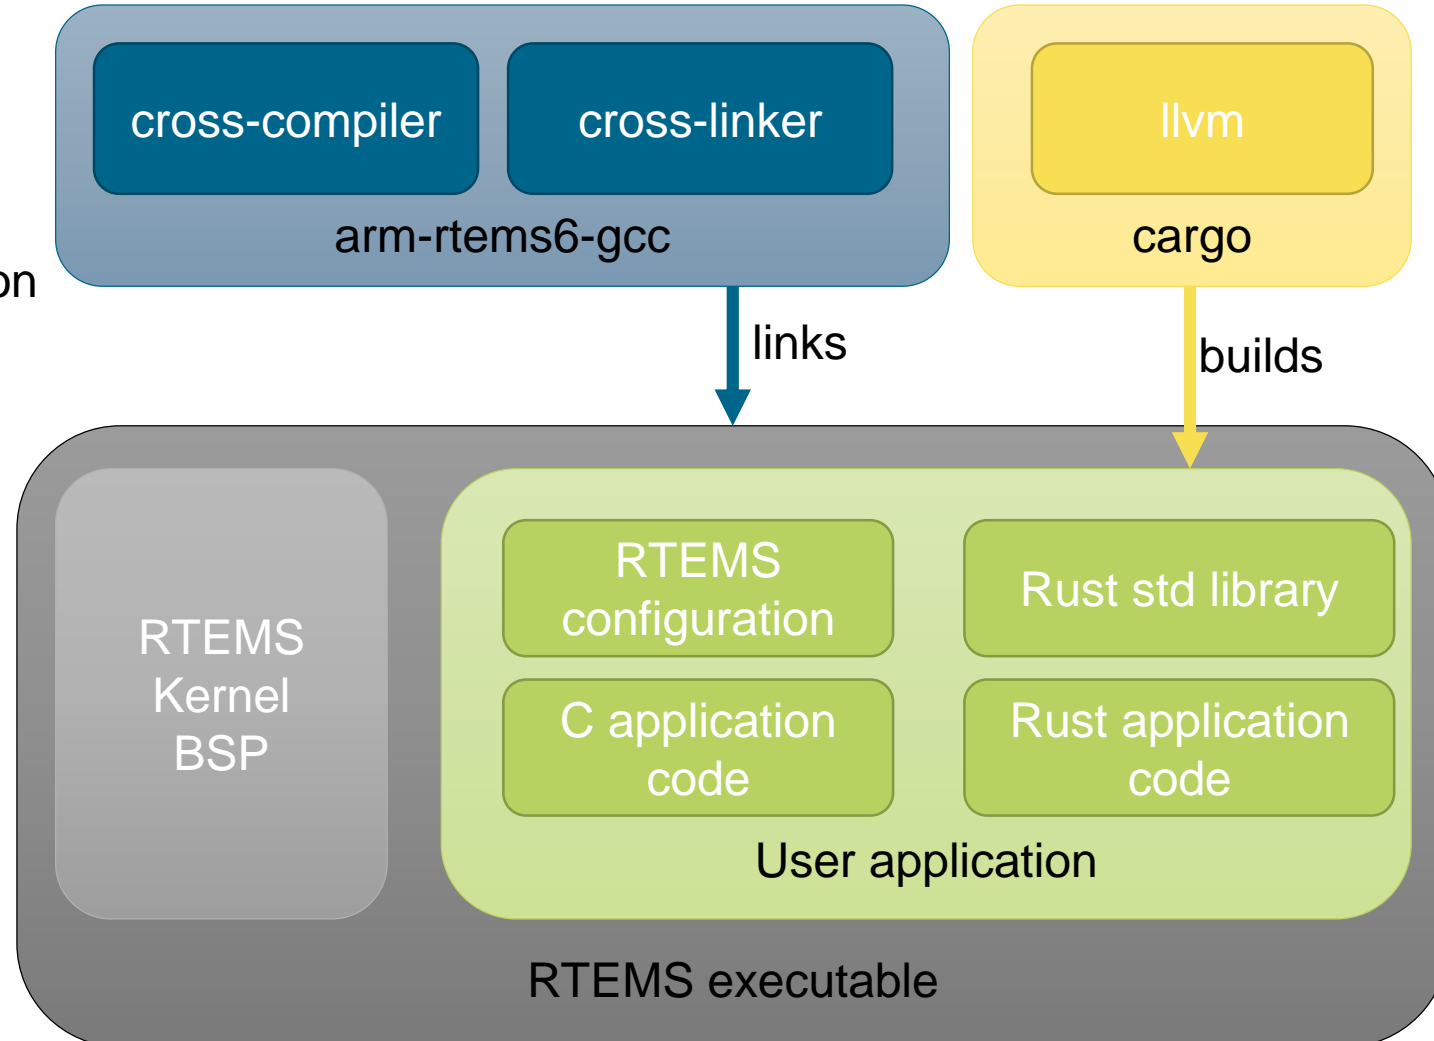 cross-compiler
cross-linker
llvm
arm-rtems6-gcc
cargo
on
links
builds
RTEMS
configuration
Rust std library
RTEMS
Kernel
BSP
C application
code
Rust application
code
User application
RTEMS executable